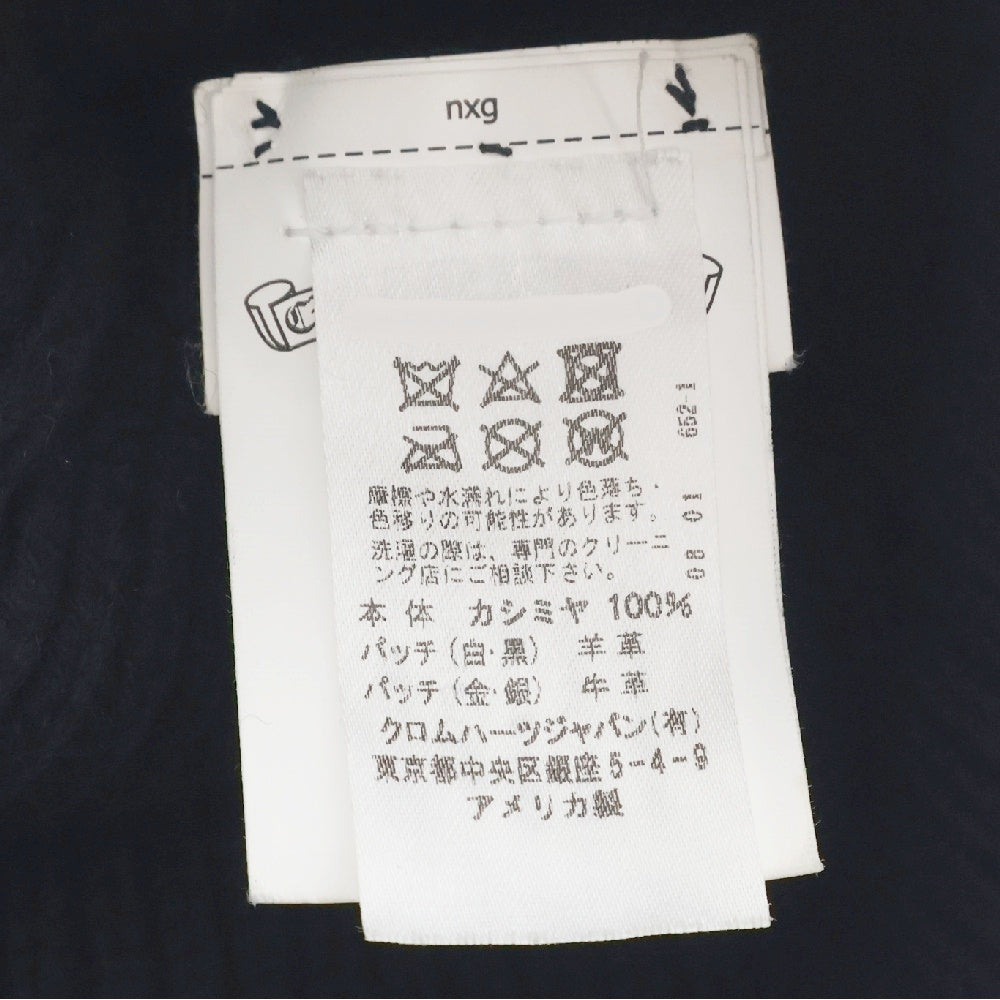 nxg
摩擦や水濡れにより色落ち・
色移りの可能性があります。
洗濯の際は、専門のクリーニ
ング店にご相談下さい。
本体 カシミヤ 100%
パッチ(白・黒) 羊革
パッチ(金・銀) 牛革
クロムハーツジャパン(有)
東京都中央区銀座5-4-9
アメリカ製
652-1
08 01